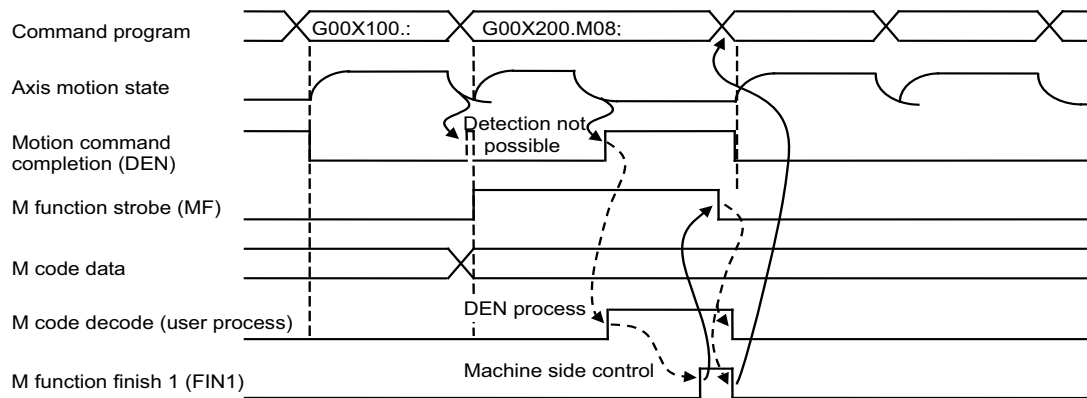 Command program
G00X100.:
G00X200.M08:
Axis motion state
Motion command
completion (DEN)
Detection not
possible
M function strobe (MF)
M code data
M code decode (user process)
DEN process
M function finish 1 (FIN1)
Machine side control